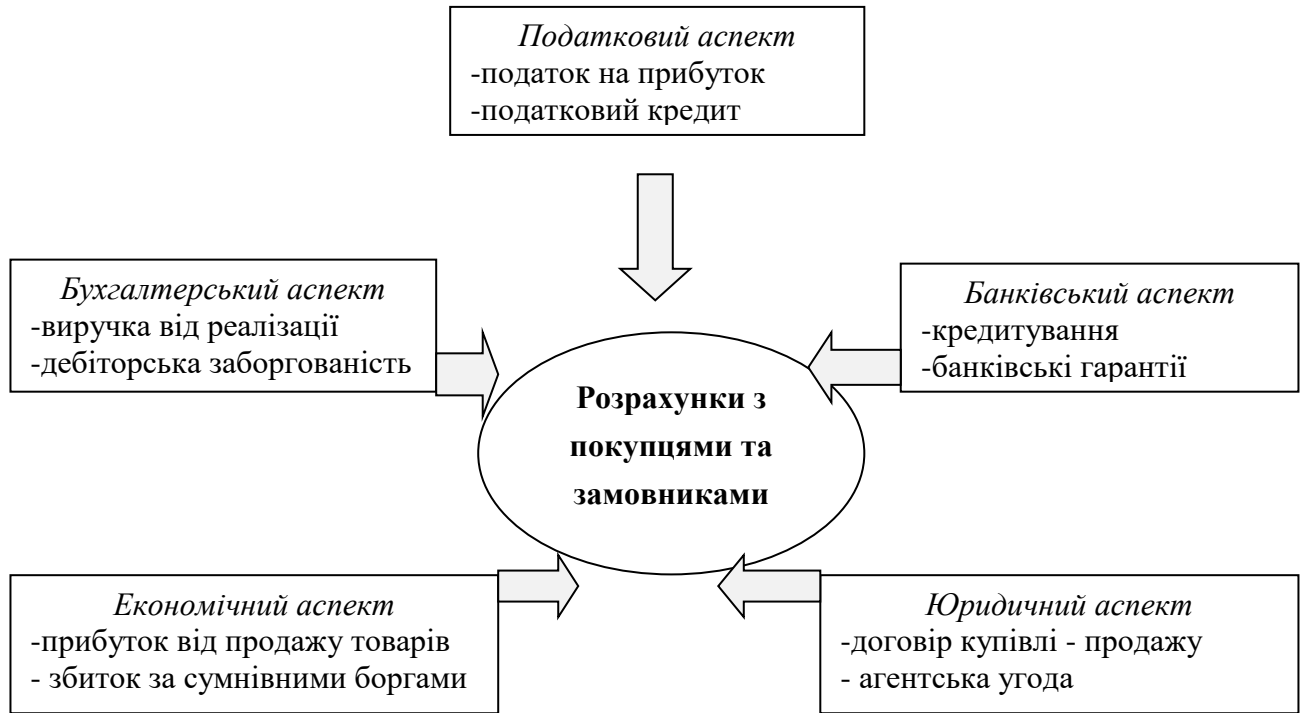 Податковий аспект
-податок на прибуток
-податковий кредит
Бухгалтерський аспект
-виручка від реалізації
-дебіторська заборгованість
Банківський аспект
-кредитування
-банківські гарантії
Розрахунки з
покупцями та
замовниками
Економічний аспект
-прибуток від продажу товарів
- збиток за сумнівними боргами
Юридичний аспект
-договір купівлі - продажу
- агентська угода